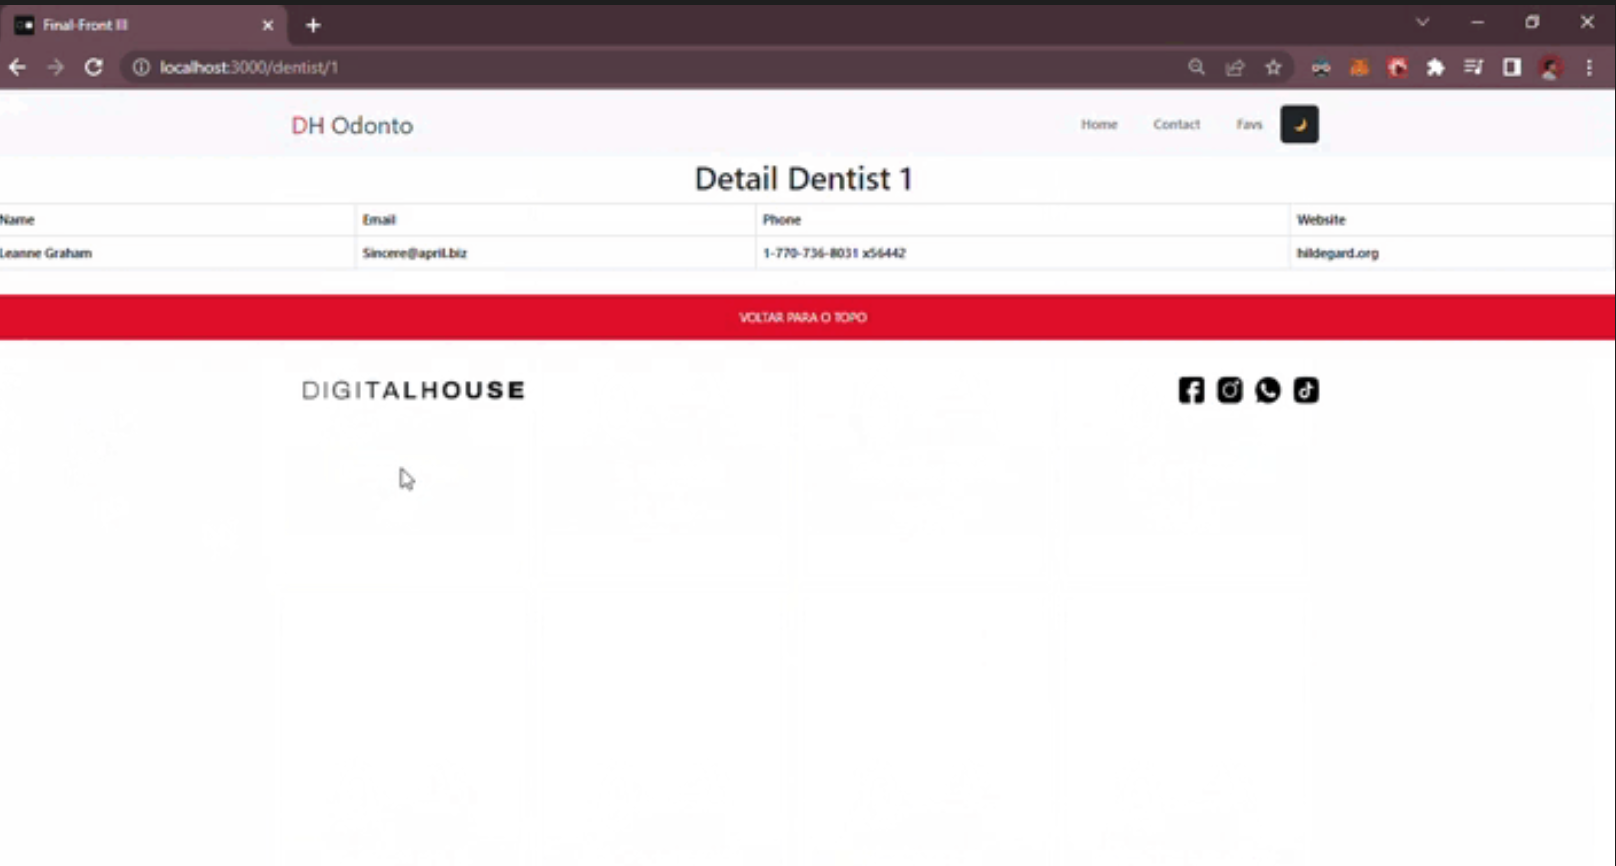 Final-Front III
localhost:3000/dentist/1
DH Odonto
Home Contact Favs
Detail Dentist 1
Name Email Phone Website
Leanne Graham Sincere@april.biz 1-770-736-8031 x56442 hildegard.org
VOLTAR PARA O TOPO
DIGITALHOUSE